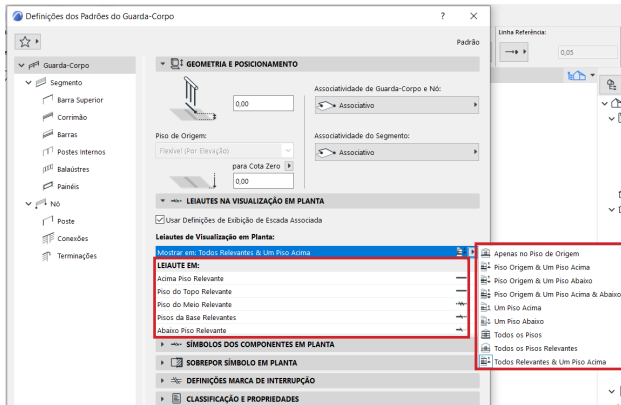 Definições dos Padrões do Guarda-Corpo
?
Linha Referência:
Padrão
0,05
Guarda-Corpo
Segmento
Barra Superior
Corrimão
Barras
Postes Internos
Balaústres
Painéis
Nó
Poste
Conexões
Terminações
GEOMETRIA E POSICIONAMENTO
0,00
Associatividade de Guarda-Corpo e Nó:
Associativo
Piso de Origem:
Flexível (Por Elevação)
Associatividade do Segmento:
Associativo
para Cota Zero
0,00
LEIAUTES NA VISUALIZAÇÃO EM PLANTA
Usar Definições de Exibição de Escada Associada
Leiautes de Visualização em Planta:
Mostrar em: Todos Relevantes & Um Piso Acima
LEIAUTE EM:
Acima Piso Relevante
Piso do Topo Relevante
Piso do Meio Relevante
Pisos da Base Relevantes
Abaixo Piso Relevante
SÍMBOLOS DOS COMPONENTES EM PLANTA
SOBREPOR SÍMBOLO EM PLANTA
DEFINIÇÕES MARCA DE INTERRUPÇÃO
CLASSIFICAÇÃO E PROPRIEDADES
Apenas no Piso de Origem
Piso Origem & Um Piso Acima
Piso Origem & Um Piso Abaixo
Piso Origem & Um Piso Acima & Abaixo
Um Piso Acima
Um Piso Abaixo
Todos os Pisos
Todos os Pisos Relevantes
Todos Relevantes & Um Piso Acima